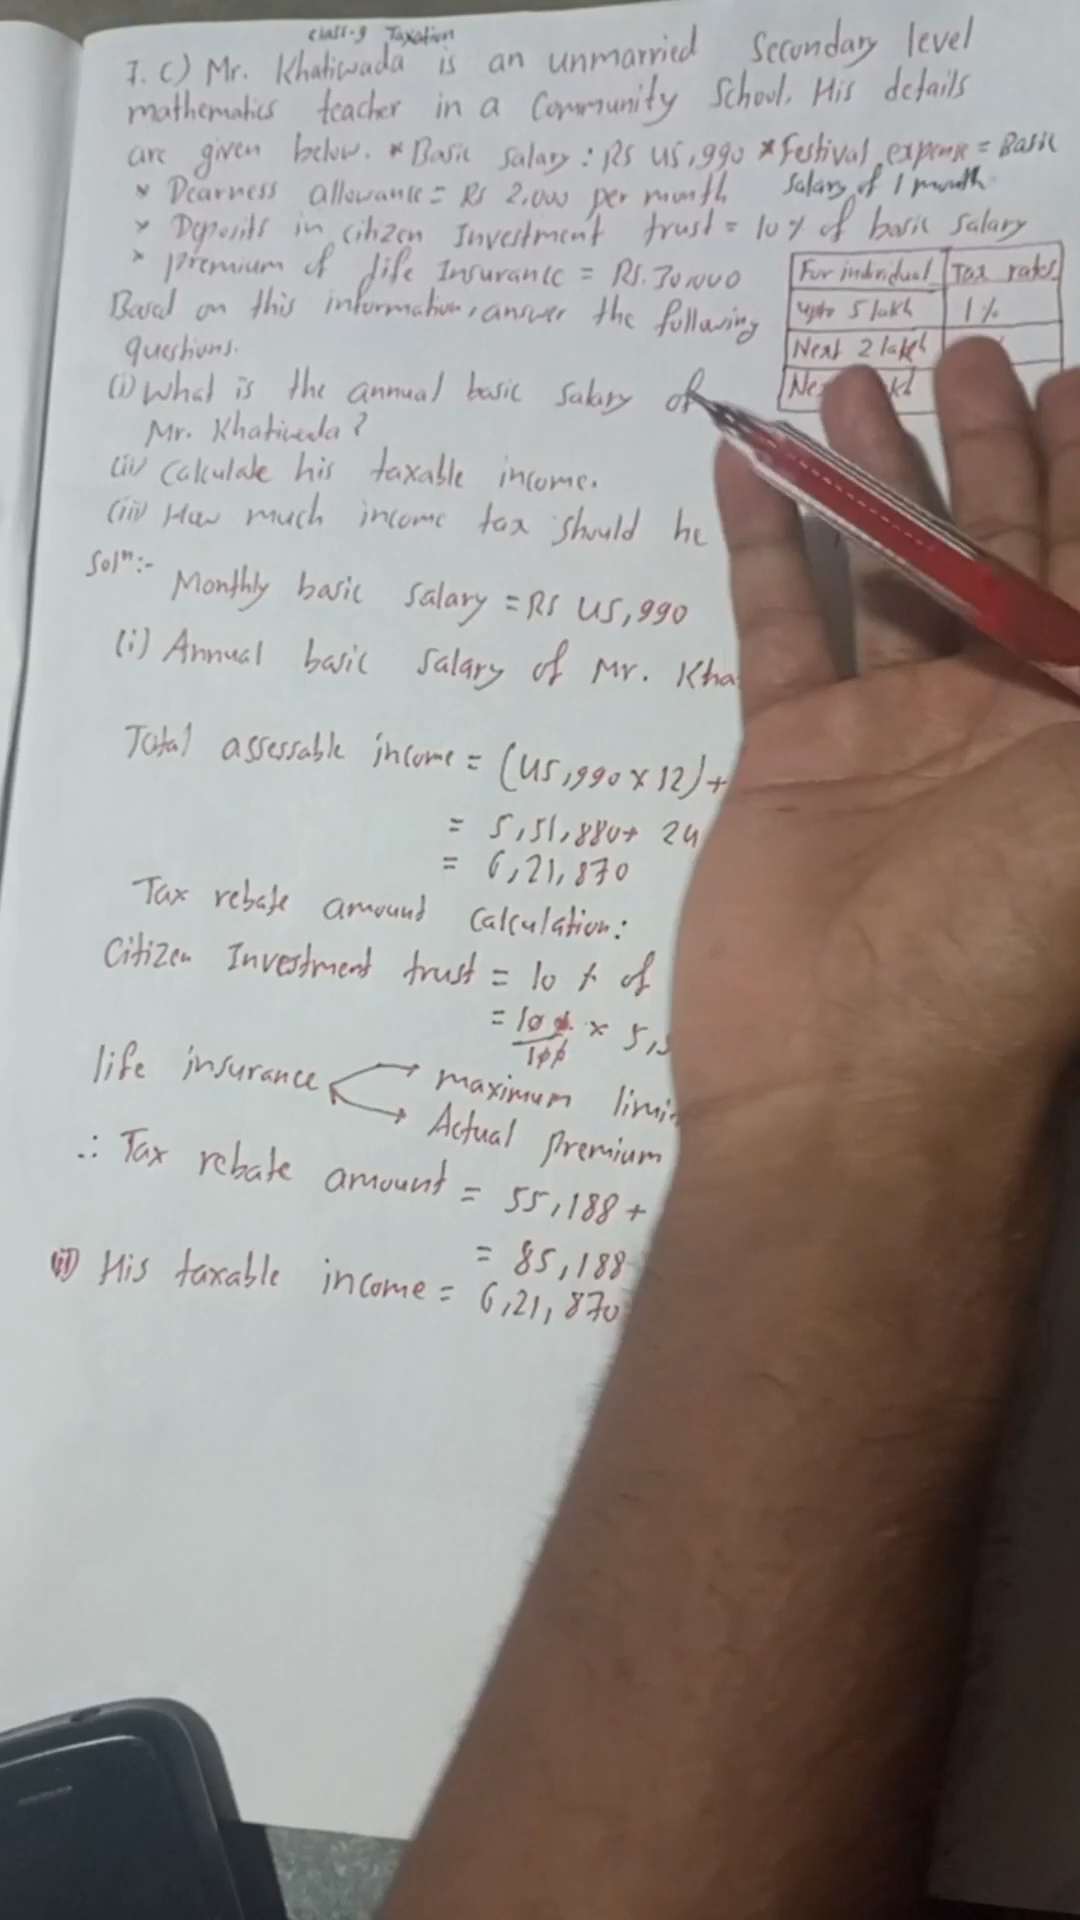 Class-9 Taxation
7. C) Mr. Khatiwada is an unmarried Secondary level
mathematics teacher in a Community School. His details
are given below. * Basic Salary: RS 45,990 * Festival expense = Basic
Salary of 1 month
* Dearness allowance = RS 2,000 per month
* Deposits in Citizen Investment trust = 10% of basic salary
* premium of life Insurance = RS. 30,000
For individual Tax rates
upto 5 lakh 1%
Next 2 lakh
Based on this information, answer the following
questions.
(i) What is the annual basic salary of
Mr. Khatiwada?
(ii) Calculate his taxable income.
(iii) How much income tax should he
Solⁿ:-
Monthly basic salary = RS 45,990
(i) Annual basic salary of Mr. Kha
Total assessable income = (45,990 x 12) +
= 5,51,880 + 24
= 6,21,870
Tax rebate amount Calculation:
Citizen Investment trust = 10 % of
= 10/100 x 5,5
life insurance → maximum limi
→ Actual premium
∴ Tax rebate amount = 55,188 +
= 85,188
(ii) His taxable income = 6,21,870